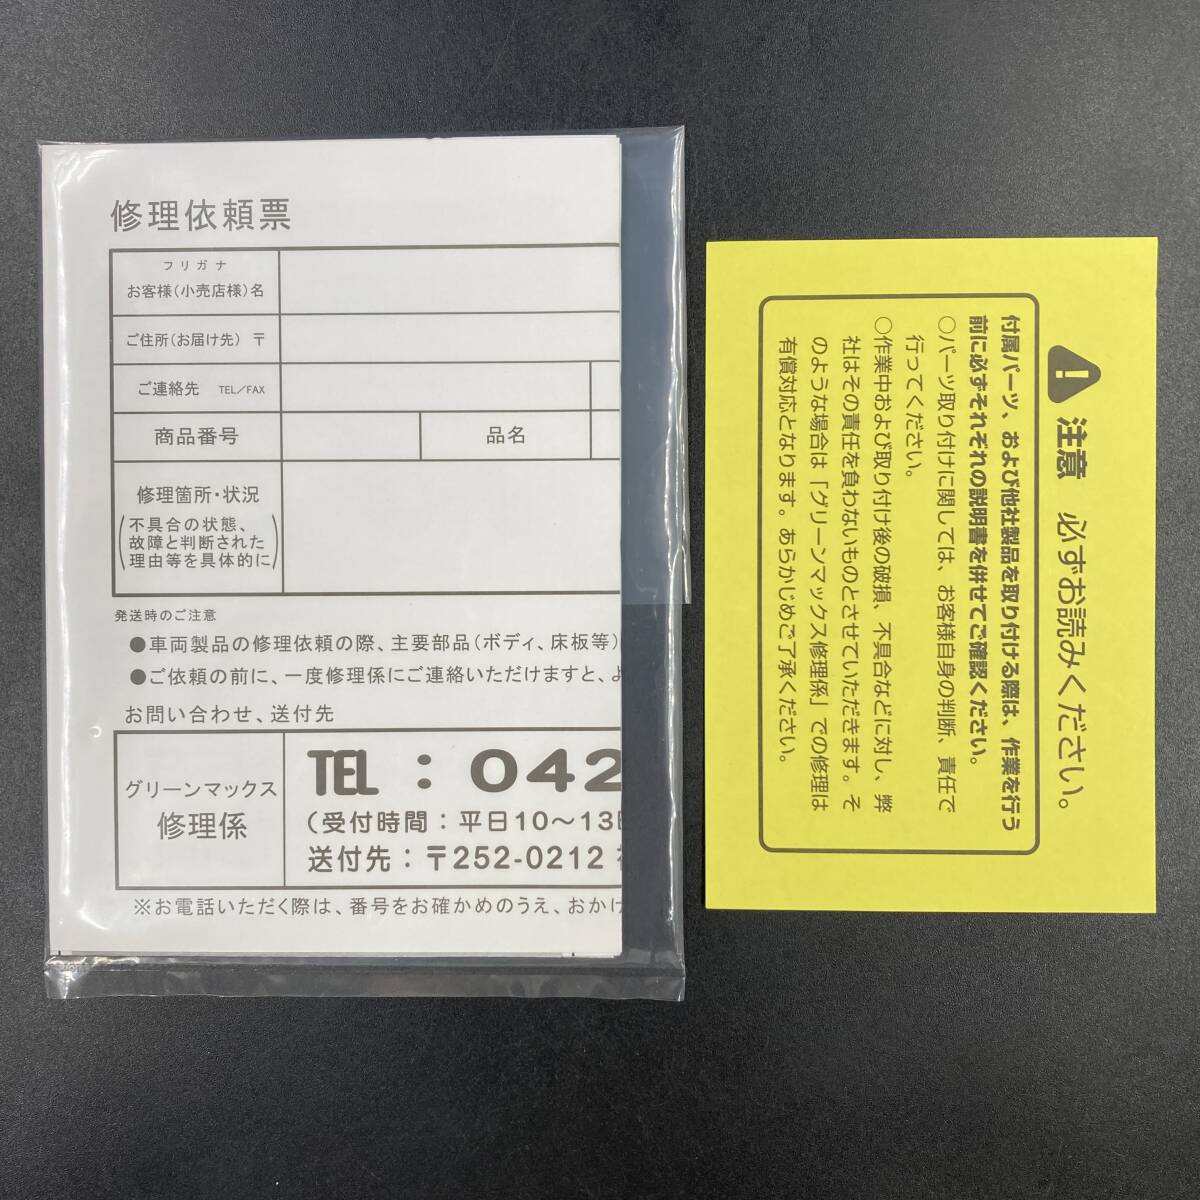 修理依頼票
フリガナ
お客様(小売店様)名
ご住所(お届け先) 〒
ご連絡先 TEL/FAX
商品番号
品名
修理箇所・状況
(不具合の状態、
故障と判断された
理由等を具体的に)
発送時のご注意
●車両製品の修理依頼の際、主要部品(ボディ、床板等)
●ご依頼の前に、一度修理係にご連絡いただけますと、よ
お問い合わせ、送付先
グリーンマックス
修理係
TEL：042
(受付時間：平日10～13時
送付先：〒252-0212
※お電話いただく際は、番号をお確かめのうえ、おかけ
注意 必ずお読みください。
付属パーツ、および他社製品を取り付ける際は、作業を行う
前に必ずそれぞれの説明書を併せてご確認ください。
○パーツ取り付けに関しては、お客様自身の判断、責任で
行ってください。
○作業中および取り付け後の破損、不具合などに対し、弊
社はその責任を負わないものとさせていただきます。そ
のような場合は「グリーンマックス修理係」での修理は
有償対応となります。あらかじめご了承ください。